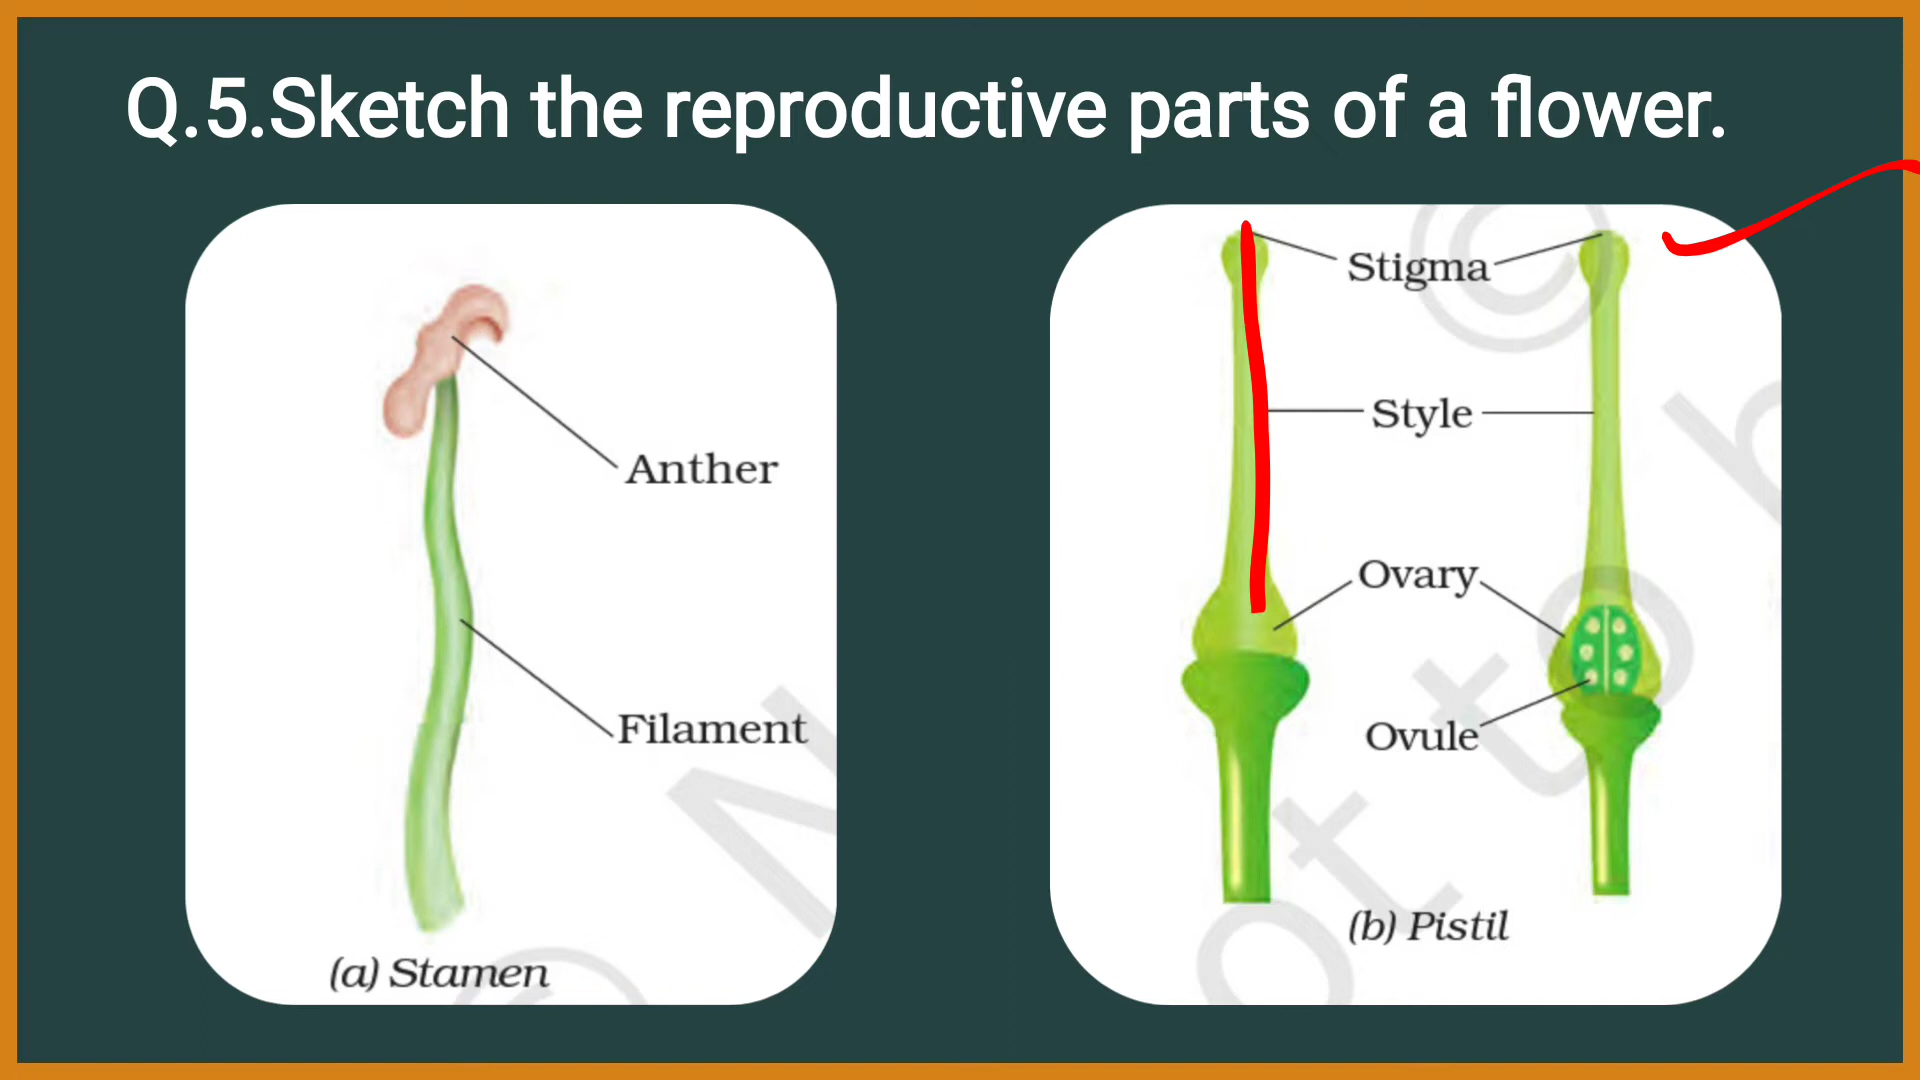 Q.5.Sketch the reproductive parts of a flower.
Anther
Filament
(a) Stamen
Stigma
Style
Ovary
Ovule
(b) Pistil